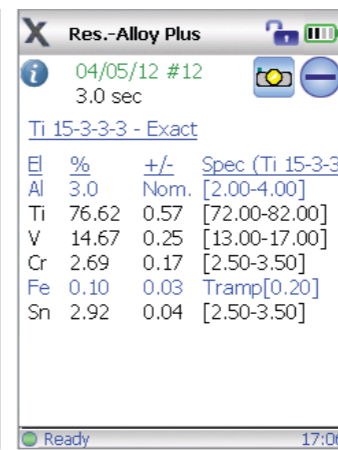 X Res.-Alloy Plus
04/05/12 #12
3.0 sec
Ti 15-3-3-3 - Exact
El % +/- Spec (Ti 15-3-3
Al 3.0 Nom. [2.00-4.00]
Ti 76.62 0.57 [72.00-82.00]
V 14.67 0.25 [13.00-17.00]
Cr 2.69 0.17 [2.50-3.50]
Fe 0.10 0.03 Tramp[0.20]
Sn 2.92 0.04 [2.50-3.50]
Ready 17:06